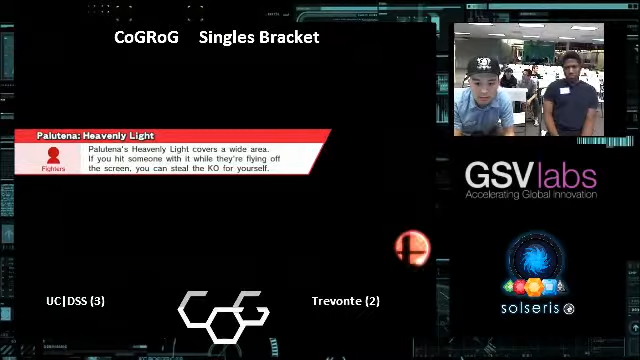 CoGRoG Singles Bracket
Palutena: Heavenly Light
Palutena's Heavenly Light covers a wide area.
If you hit someone with it while they're flying off
the screen, you can steal the KO for yourself.
Fighters
GSVlabs
Accelerating Global Innovation
UC|DSS (3)
Trevonte (2)
solseris